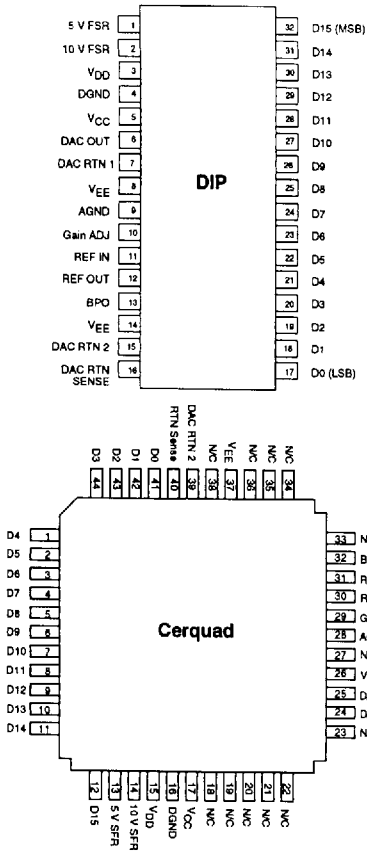 5 V FSR 1
10 V FSR 2
VDD 3
DGND 4
VCC 5
DAC OUT 6
DAC RTN 1 7
VEE 8
AGND 9
Gain ADJ 10
REF IN 11
REF OUT 12
BPO 13
VEE 14
DAC RTN 2 15
DAC RTN SENSE 16
DIP
32 D15 (MSB)
31 D14
30 D13
29 D12
28 D11
27 D10
26 D9
25 D8
24 D7
23 D6
22 D5
21 D4
20 D3
19 D2
18 D1
17 D0 (LSB)
D3 44
D2 43
D1 42
D0 41
RTN Sense 40
DAC RTN 2 39
N/C 38
VEE 37
N/C 36
N/C 35
N/C 34
D4 1
D5 2
D6 3
D7 4
D8 5
D9 6
D10 7
D11 8
D12 9
D13 10
D14 11
Cerquad
33 N
32 B
31 R
30 R
29 G
28 A
27 N
26 V
25 D
24 D
23 N
12 D15
13 5 V SFR
14 10 V SFR
15 VDD
16 DGND
17 VCC
18 N/C
19 N/C
20 N/C
21 N/C
22 N/C